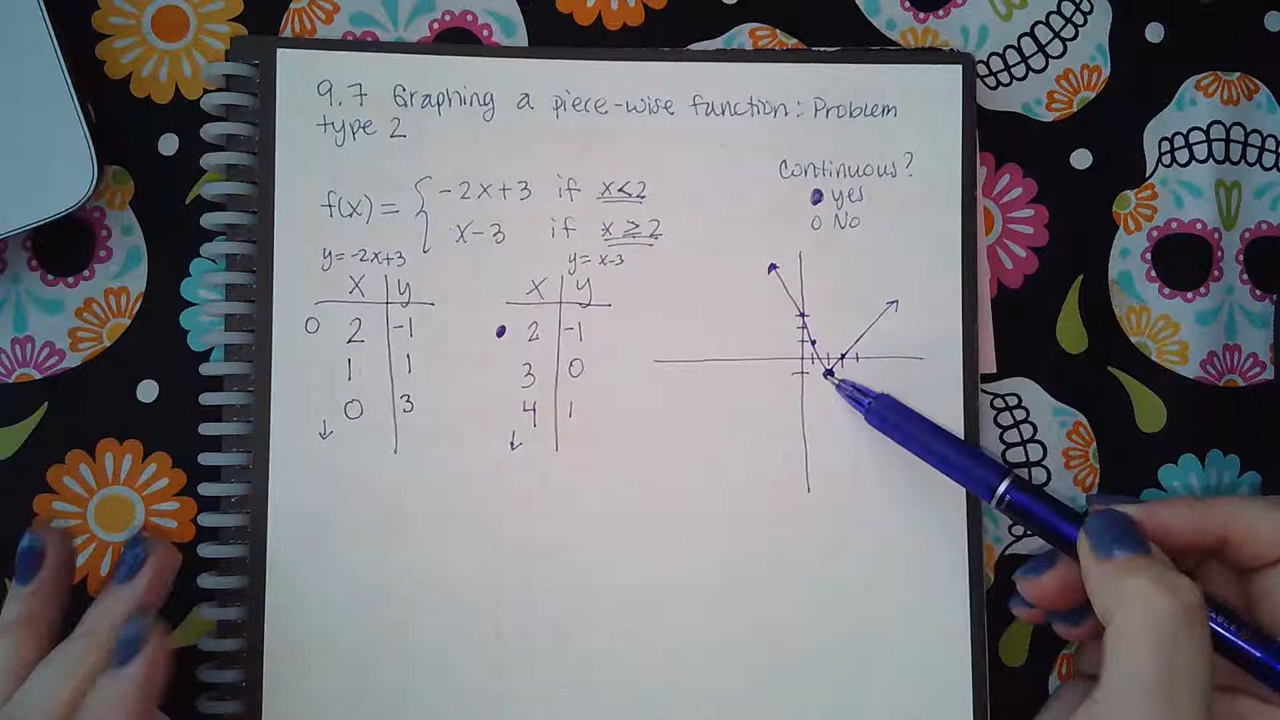 9.7 Graphing a piece-wise function: Problem
type 2
Continuous?
yes
No
f(x) = { -2x+3 if x<2
x-3 if x≥2
y=-2x+3
y=x-3
x y
0 2 -1
1 1
0 3
↓
x y
• 2 -1
3 0
4 1
↓